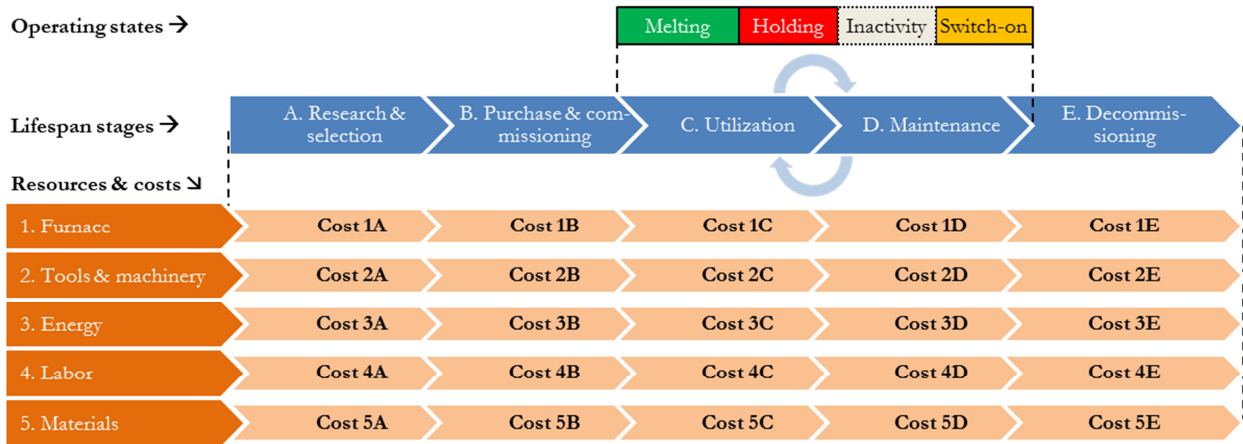 Operating states →
Melting Holding Inactivity Switch-on
Lifespan stages →
A. Research &
selection
B. Purchase & com-
missioning
C. Utilization
D. Maintenance
E. Decommis-
sioning
Resources & costs ↘
1. Furnace Cost 1A Cost 1B Cost 1C Cost 1D Cost 1E
2. Tools & machinery Cost 2A Cost 2B Cost 2C Cost 2D Cost 2E
3. Energy Cost 3A Cost 3B Cost 3C Cost 3D Cost 3E
4. Labor Cost 4A Cost 4B Cost 4C Cost 4D Cost 4E
5. Materials Cost 5A Cost 5B Cost 5C Cost 5D Cost 5E